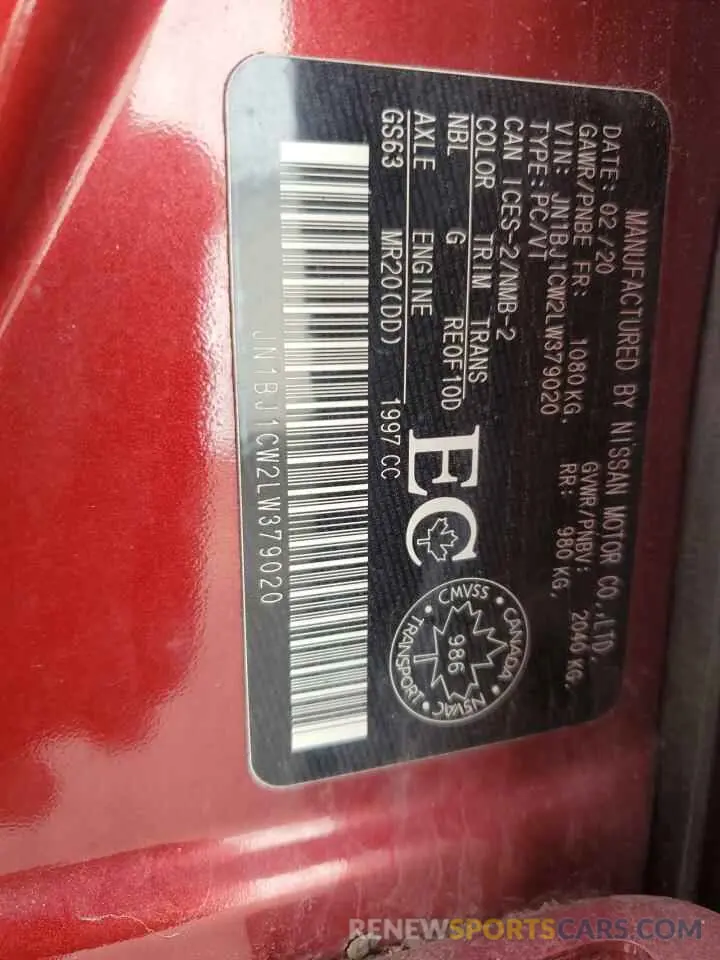 MANUFACTURED BY NISSAN MOTOR CO.,LTD.
DATE: 02/20 GVWR/PNBV: 2040 KG,
GAWR/PNBE FR: 1080 KG, RR: 980 KG,
VIN: JN1BJ1CW2LW379020
TYPE:PC/VT
CAN ICES-2/NMB-2
COLOR TRIM TRANS
NBL G RE0F10D
AXLE ENGINE
GS63 MR20(DD) 1997 CC
EC
CMVSS • CANADA • NSVAC • TRANSPORT •
986
JN1BJ1CW2LW379020
RENEWSPORTSCARS.COM